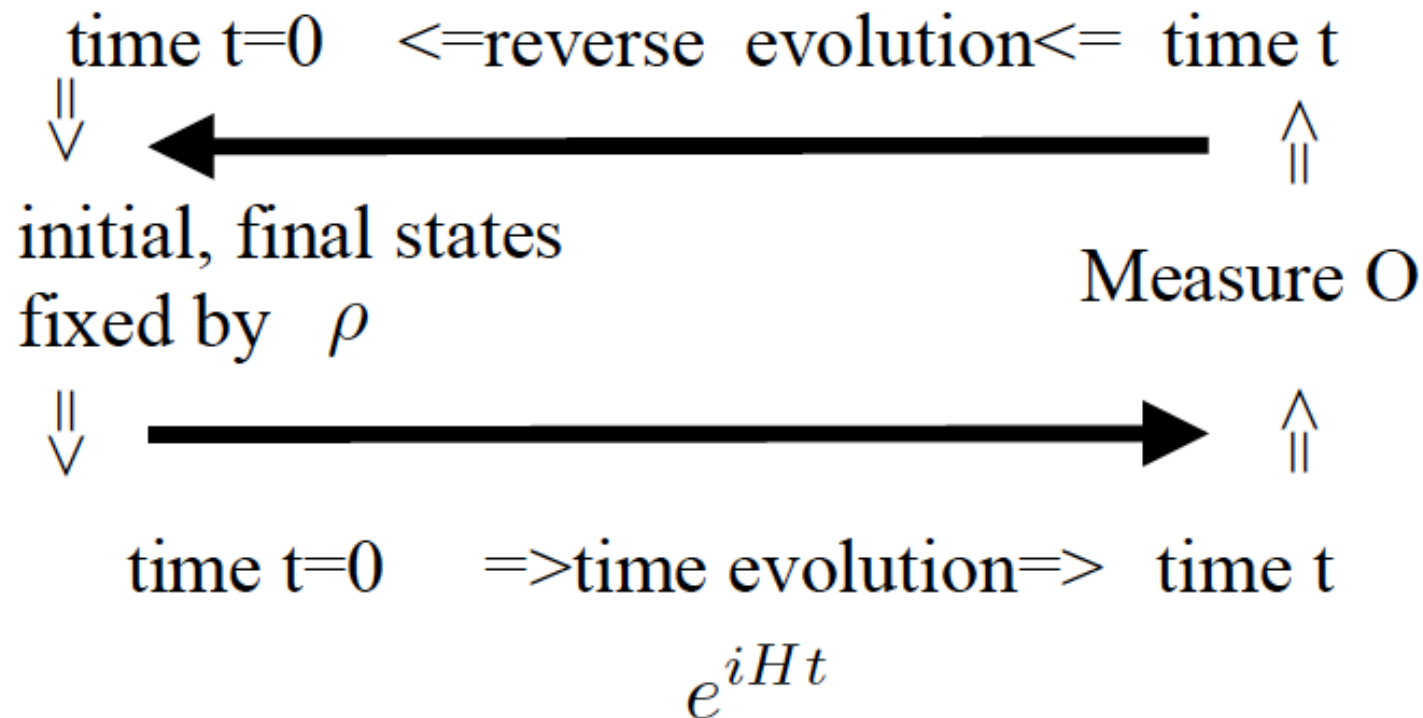 time t=0 <=reverse evolution<= time t
=> =>
initial, final states
fixed by ρ
Measure O
=> =>
time t=0 =>time evolution=> time t
e^{iHt}